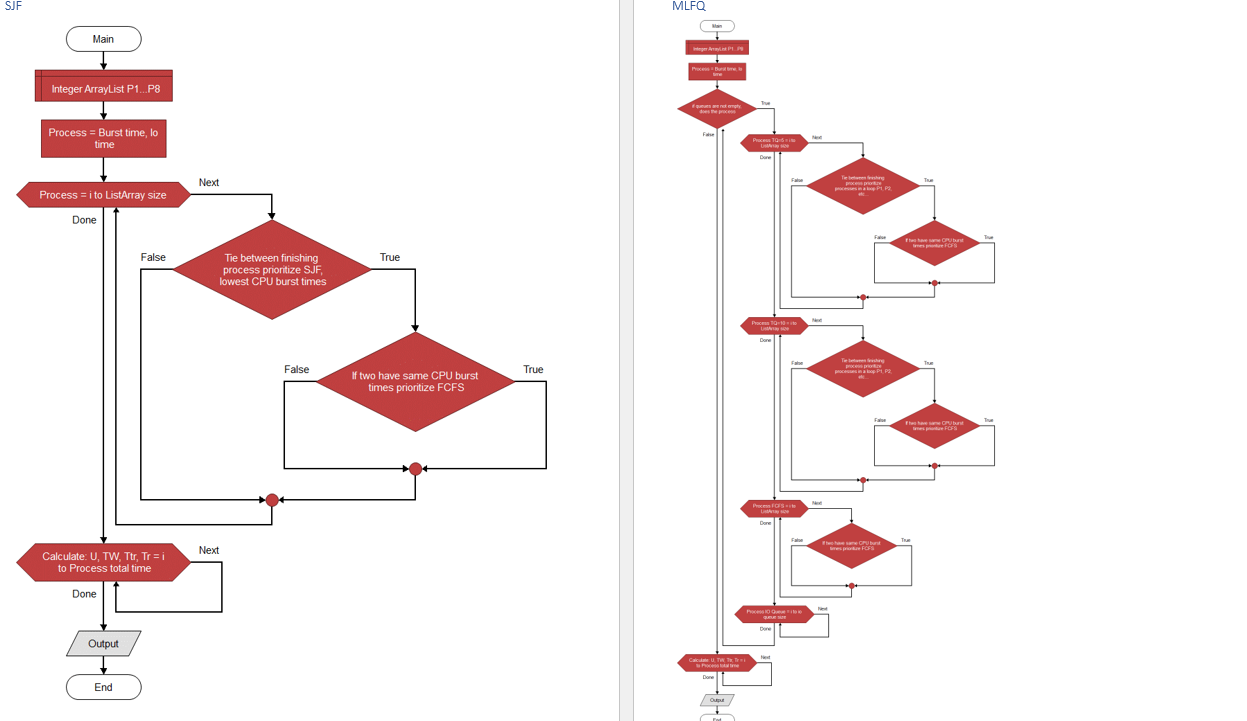 SJF
Main
Integer ArrayList P1...P8
Process = Burst time, Io
time
Process = i to ListArray size
Next
Done
False
Tie between finishing
process prioritize SJF,
lowest CPU burst times
True
False
If two have same CPU burst
times prioritize FCFS
True
Calculate: U, TW, Ttr, Tr = i
to Process total time
Next
Done
Output
End
MLFQ
Main
Integer ArrayList P1...P8
Process = Burst time, Io
time
If queues are not empty,
does the process
True
False
Process TQ=5 = i to
ListArray size
Next
Done
False
Tie between finishing
process prioritize
processes in a loop P1, P2,
etc...
True
False
If two have same CPU burst
times prioritize FCFS
True
Process TQ=10 = i to
ListArray size
Next
Done
False
Tie between finishing
process prioritize
processes in a loop P1, P2,
etc...
True
False
If two have same CPU burst
times prioritize FCFS
True
Process FCFS = i to
ListArray size
Next
Done
False
If two have same CPU burst
times prioritize FCFS
True
Process IO Queue = i to io
queue size
Next
Done
Calculate: U, TW, Ttr, Tr = i
to Process total time
Next
Done
Output
End